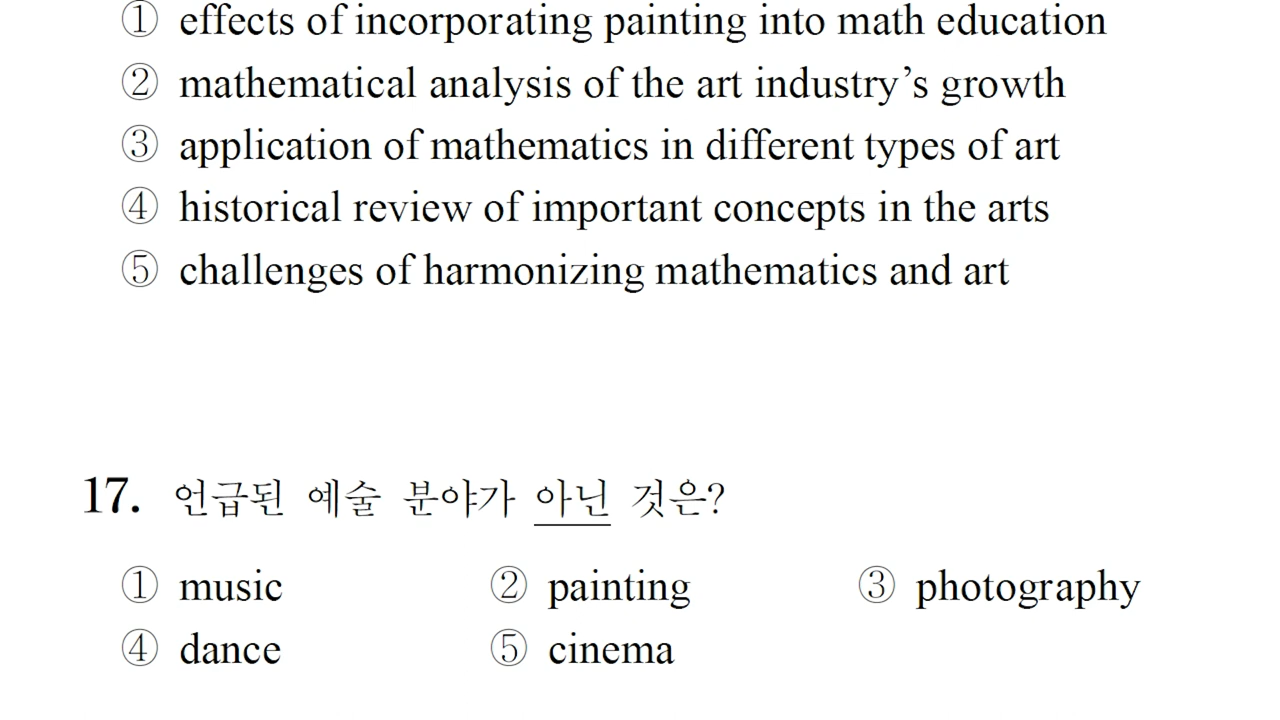 ① effects of incorporating painting into math education
② mathematical analysis of the art industry’s growth
③ application of mathematics in different types of art
④ historical review of important concepts in the arts
⑤ challenges of harmonizing mathematics and art
17. 언급된 예술 분야가 아닌 것은?
① music ② painting ③ photography
④ dance ⑤ cinema